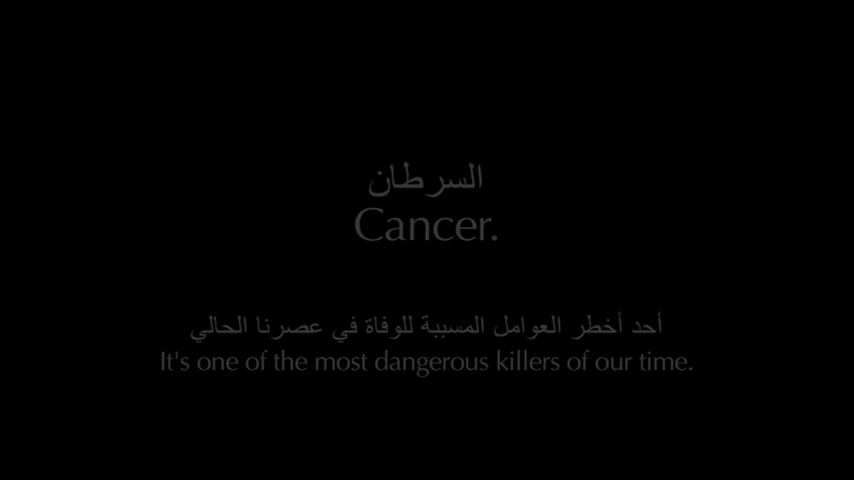 السرطان
Cancer.
أحد أخطر العوامل المسببة للوفاة في عصرنا الحالي
It's one of the most dangerous killers of our time.